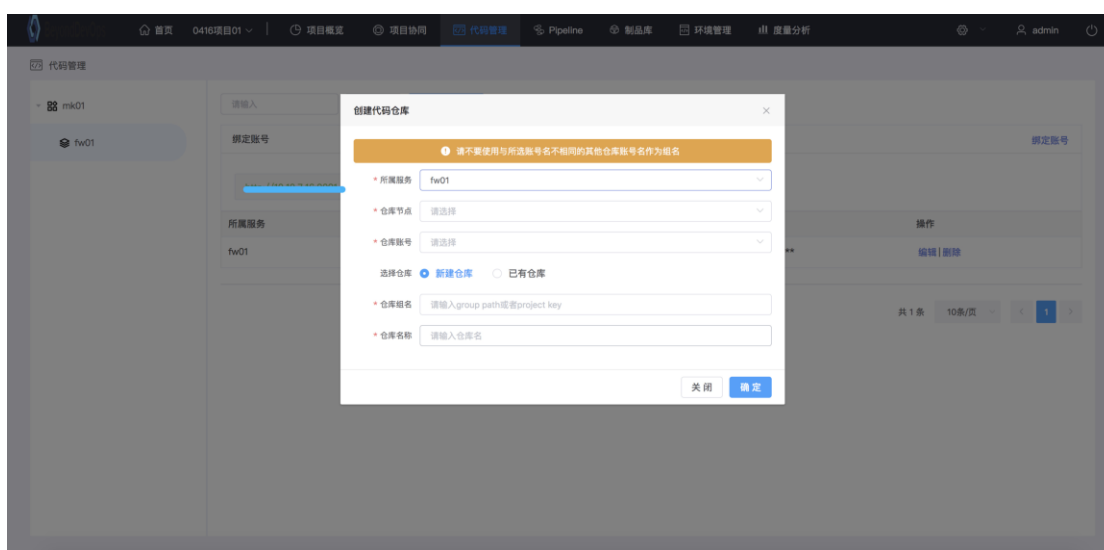 首页 0416项目01 项目概览 项目协同 代码管理 Pipeline 制品库 环境管理 度量分析 admin
代码管理
mk01
fw01
请输入
绑定账号 绑定账号
所属服务 操作
fw01 ** 编辑 | 删除
共 1 条 10条/页 1
创建代码仓库
请不要使用与所选账号名不相同的其他仓库账号名作为组名
* 所属服务 fw01
* 仓库节点 请选择
* 仓库账号 请选择
选择仓库 新建仓库 已有仓库
* 仓库组名 请输入group path或者project key
* 仓库名称 请输入仓库名
关闭 确定